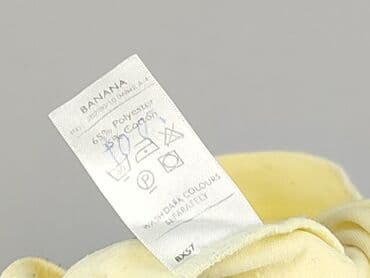 BANANA
65% Polyester
35% Cotton
P
WASH DARK COLOURS
SEPARATELY
BX57